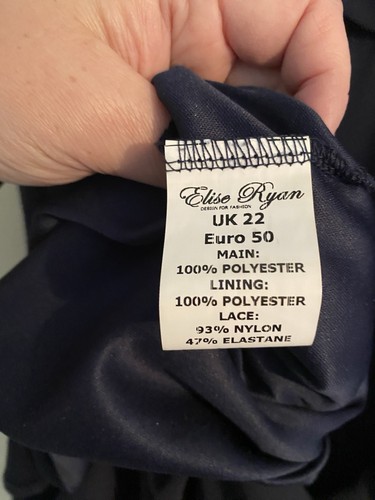 Elise Ryan
DESIGN FOR FASHION
UK 22
Euro 50
MAIN:
100% POLYESTER
LINING:
100% POLYESTER
LACE:
93% NYLON
47% ELASTANE